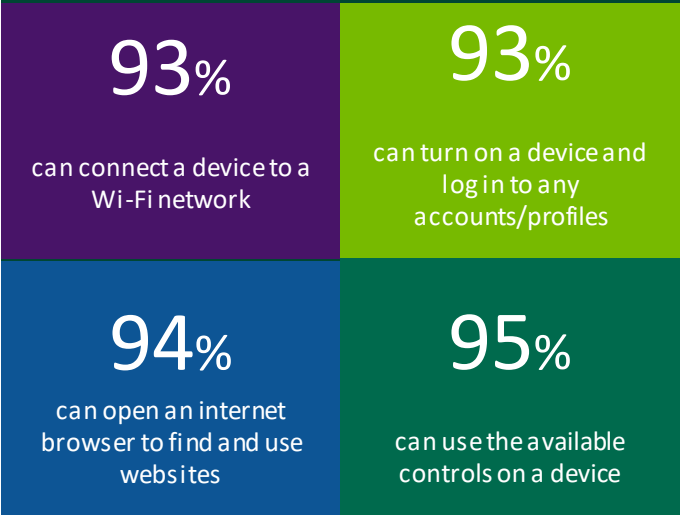 93%
can connect a device to a
Wi-Fi network
93%
can turn on a device and
log in to any
accounts/profiles
94%
can open an internet
browser to find and use
websites
95%
can use the available
controls on a device